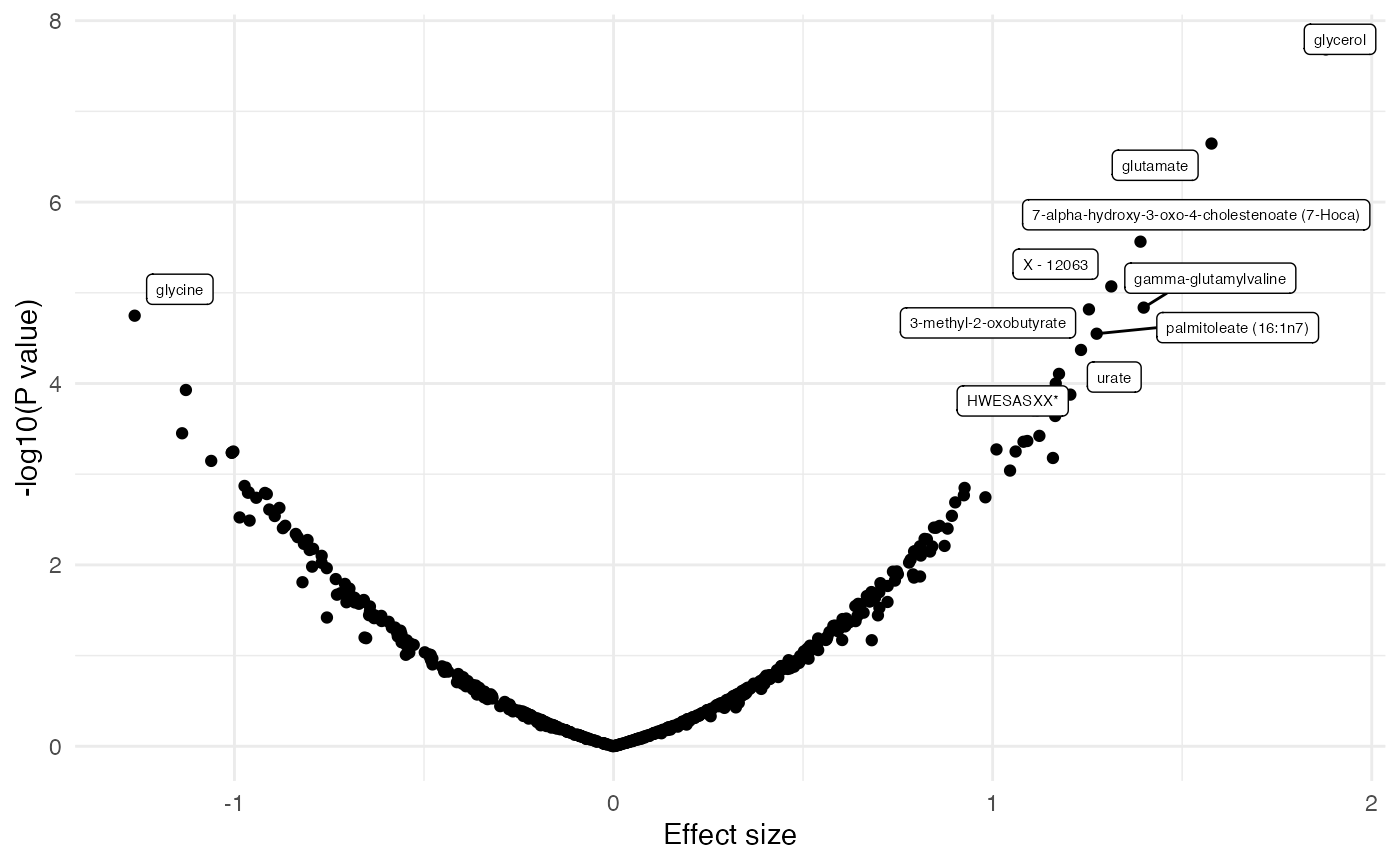 8
glycerol
glutamate
6
7-alpha-hydroxy-3-oxo-4-cholestenoate (7-Hoca)
X - 12063
gamma-glutamylvaline
glycine
3-methyl-2-oxobutyrate
palmitoleate (16:1n7)
4
urate
HWESASXX*
2
0
-log10(P value)
-1
0
1
2
Effect size